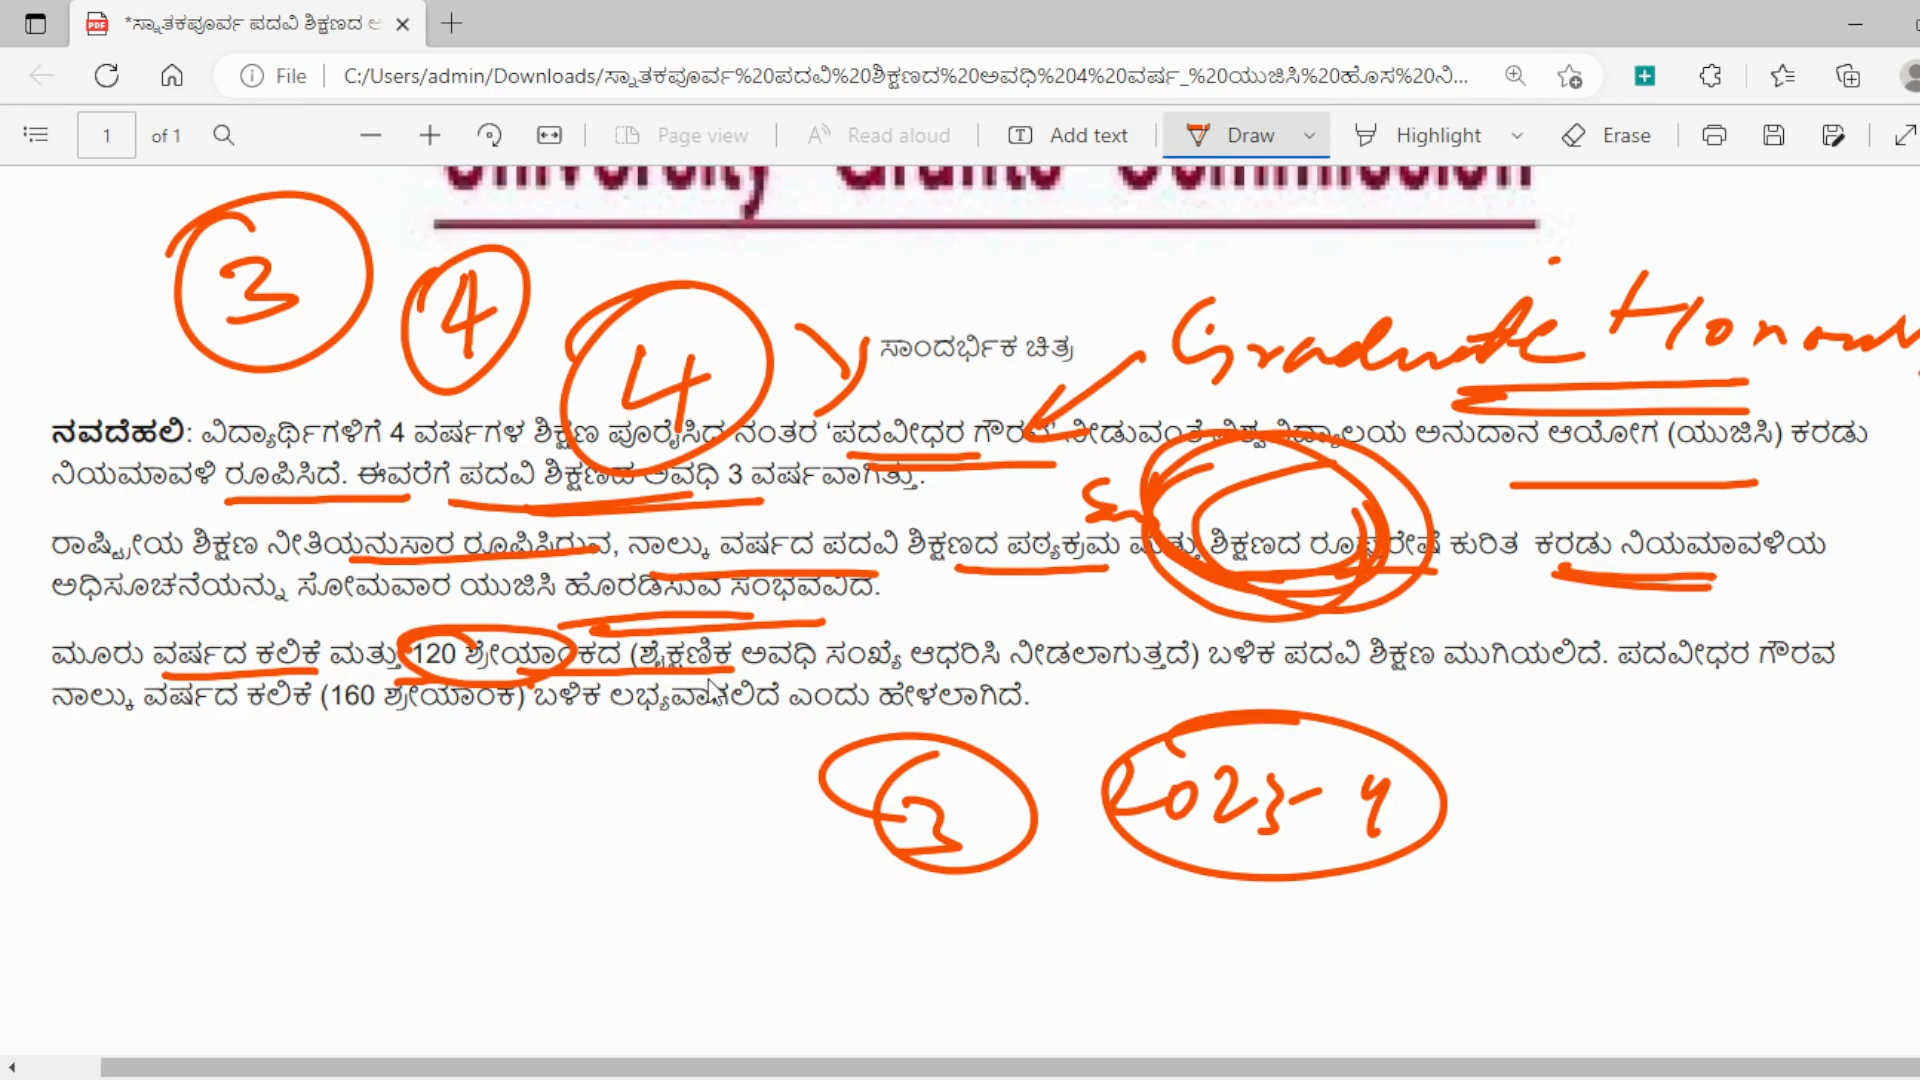 *ಸ್ನಾತಕಪೂರ್ವ ಪದವಿ ಶಿಕ್ಷಣದ ಅ
File
C:/Users/admin/Downloads/ಸ್ನಾತಕಪೂರ್ವ%20ಪದವಿ%20ಶಿಕ್ಷಣದ%20ಅವಧಿ%204%20ವರ್ಷ_%20ಯುಜಿಸಿ%20ಹೊಸ%20ನಿ...
1 of 1 Page view Read aloud Add text Draw Highlight Erase
University Grants Commission
3 4 4
Graduate Honours
ಸಾಂದರ್ಭಿಕ ಚಿತ್ರ
ನವದೆಹಲಿ: ವಿದ್ಯಾರ್ಥಿಗಳಿಗೆ 4 ವರ್ಷಗಳ ಶಿಕ್ಷಣ ಪೂರೈಸಿದ ನಂತರ ‘ಪದವೀಧರ ಗೌರವ’ ನೀಡುವಂತೆ ವಿಶ್ವವಿದ್ಯಾಲಯ ಅನುದಾನ ಆಯೋಗ (ಯುಜಿಸಿ) ಕರಡು
ನಿಯಮಾವಳಿ ರೂಪಿಸಿದೆ. ಈವರೆಗೆ ಪದವಿ ಶಿಕ್ಷಣದ ಅವಧಿ 3 ವರ್ಷವಾಗಿತ್ತು.
ರಾಷ್ಟ್ರೀಯ ಶಿಕ್ಷಣ ನೀತಿಯನುಸಾರ ರೂಪಿಸಿರುವ, ನಾಲ್ಕು ವರ್ಷದ ಪದವಿ ಶಿಕ್ಷಣದ ಪಠ್ಯಕ್ರಮ ಮತ್ತು ಶಿಕ್ಷಣದ ರೂಪುರೇಷೆ ಕುರಿತ ಕರಡು ನಿಯಮಾವಳಿಯ
ಅಧಿಸೂಚನೆಯನ್ನು ಸೋಮವಾರ ಯುಜಿಸಿ ಹೊರಡಿಸುವ ಸಂಭವವಿದೆ.
ಮೂರು ವರ್ಷದ ಕಲಿಕೆ ಮತ್ತು 120 ಶ್ರೇಯಾಂಕದ (ಶೈಕ್ಷಣಿಕ ಅವಧಿ ಸಂಖ್ಯೆ ಆಧರಿಸಿ ನೀಡಲಾಗುತ್ತದೆ) ಬಳಿಕ ಪದವಿ ಶಿಕ್ಷಣ ಮುಗಿಯಲಿದೆ. ಪದವೀಧರ ಗೌರವ
ನಾಲ್ಕು ವರ್ಷದ ಕಲಿಕೆ (160 ಶ್ರೇಯಾಂಕ) ಬಳಿಕ ಲಭ್ಯವಾಗಲಿದೆ ಎಂದು ಹೇಳಲಾಗಿದೆ.
3 2023-4